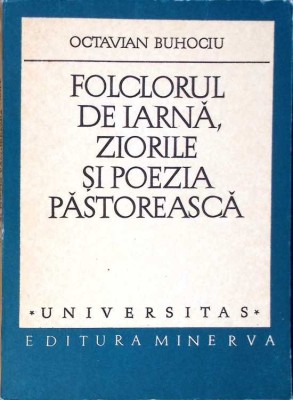 OCTAVIAN BUHOCIU
FOLCLORUL
DE IARNĂ,
ZIORILE
ȘI POEZIA
PĂSTOREASCĂ
* UNIVERSITAS *
EDITURA MINERVA